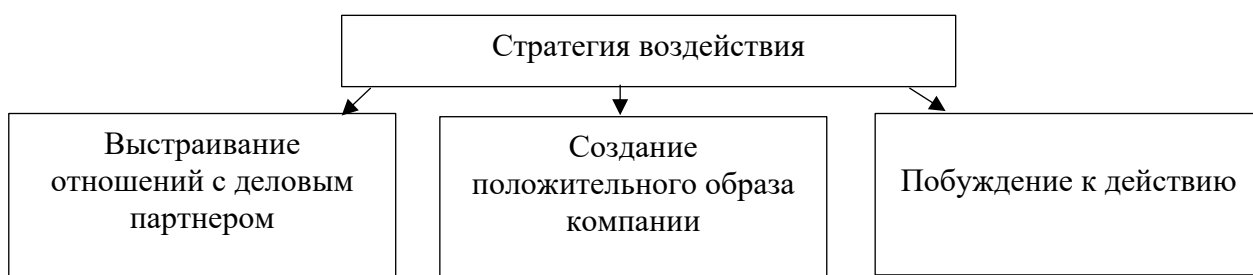 Стратегия воздействия
Выстраивание
отношений с деловым
партнером
Создание
положительного образа
компании
Побуждение к действию